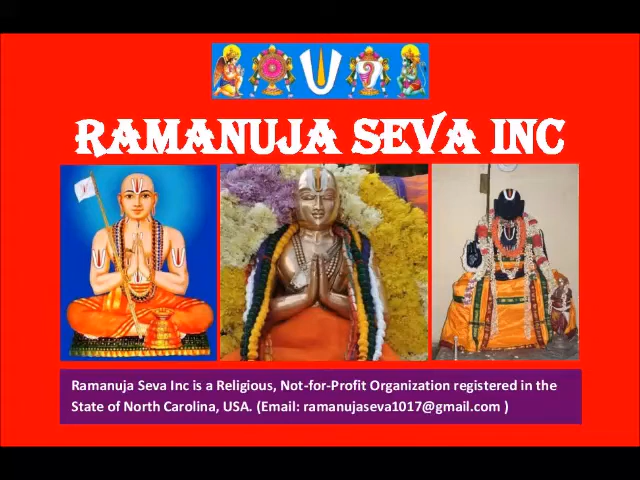 RAMANUJA SEVA INC
Ramanuja Seva Inc is a Religious, Not-for-Profit Organization registered in the
State of North Carolina, USA. (Email: ramanujaseva1017@gmail.com )